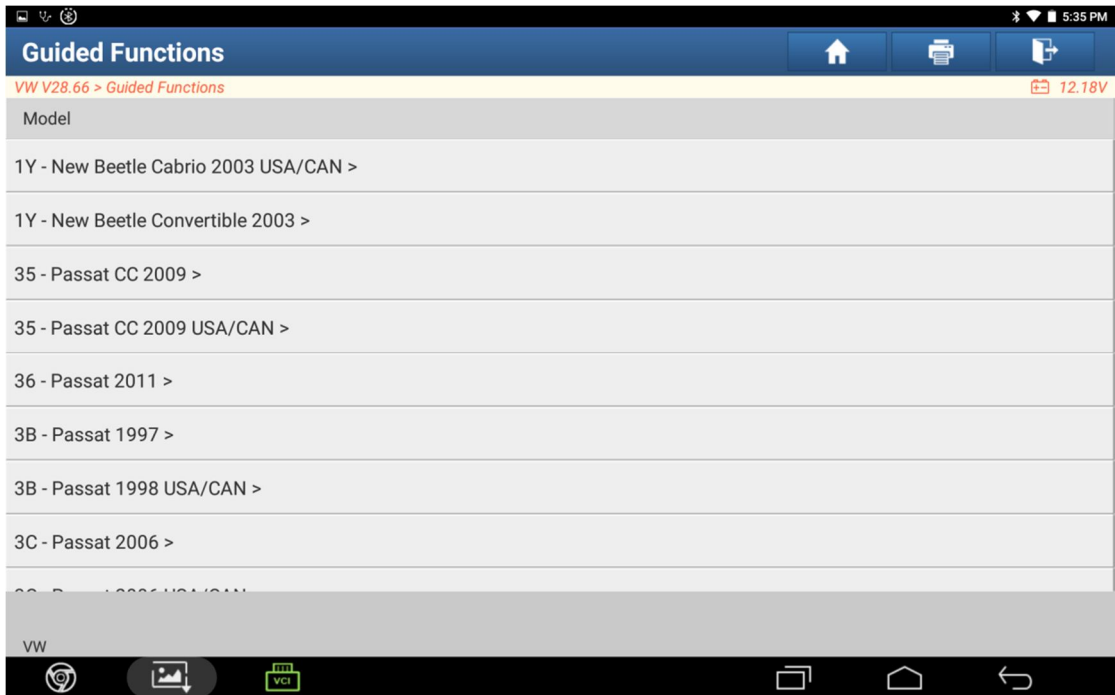 5:35 PM
Guided Functions
VW V28.66 > Guided Functions
12.18V
Model
1Y - New Beetle Cabrio 2003 USA/CAN >
1Y - New Beetle Convertible 2003 >
35 - Passat CC 2009 >
35 - Passat CC 2009 USA/CAN >
36 - Passat 2011 >
3B - Passat 1997 >
3B - Passat 1998 USA/CAN >
3C - Passat 2006 >
VW
VCI